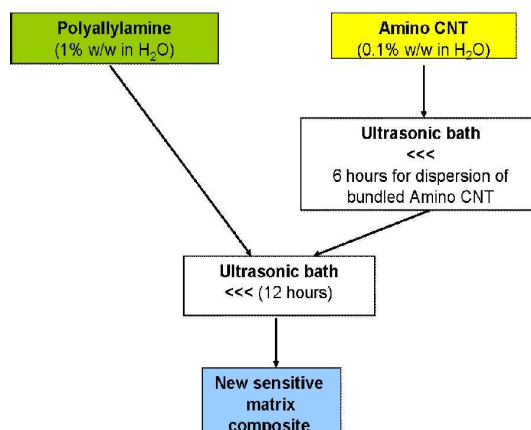 Polyallylamine
(1% w/w in H₂O)
Amino CNT
(0.1% w/w in H₂O)
Ultrasonic bath
<<<
6 hours for dispersion of
bundled Amino CNT
Ultrasonic bath
<<< (12 hours)
New sensitive
matrix
composite